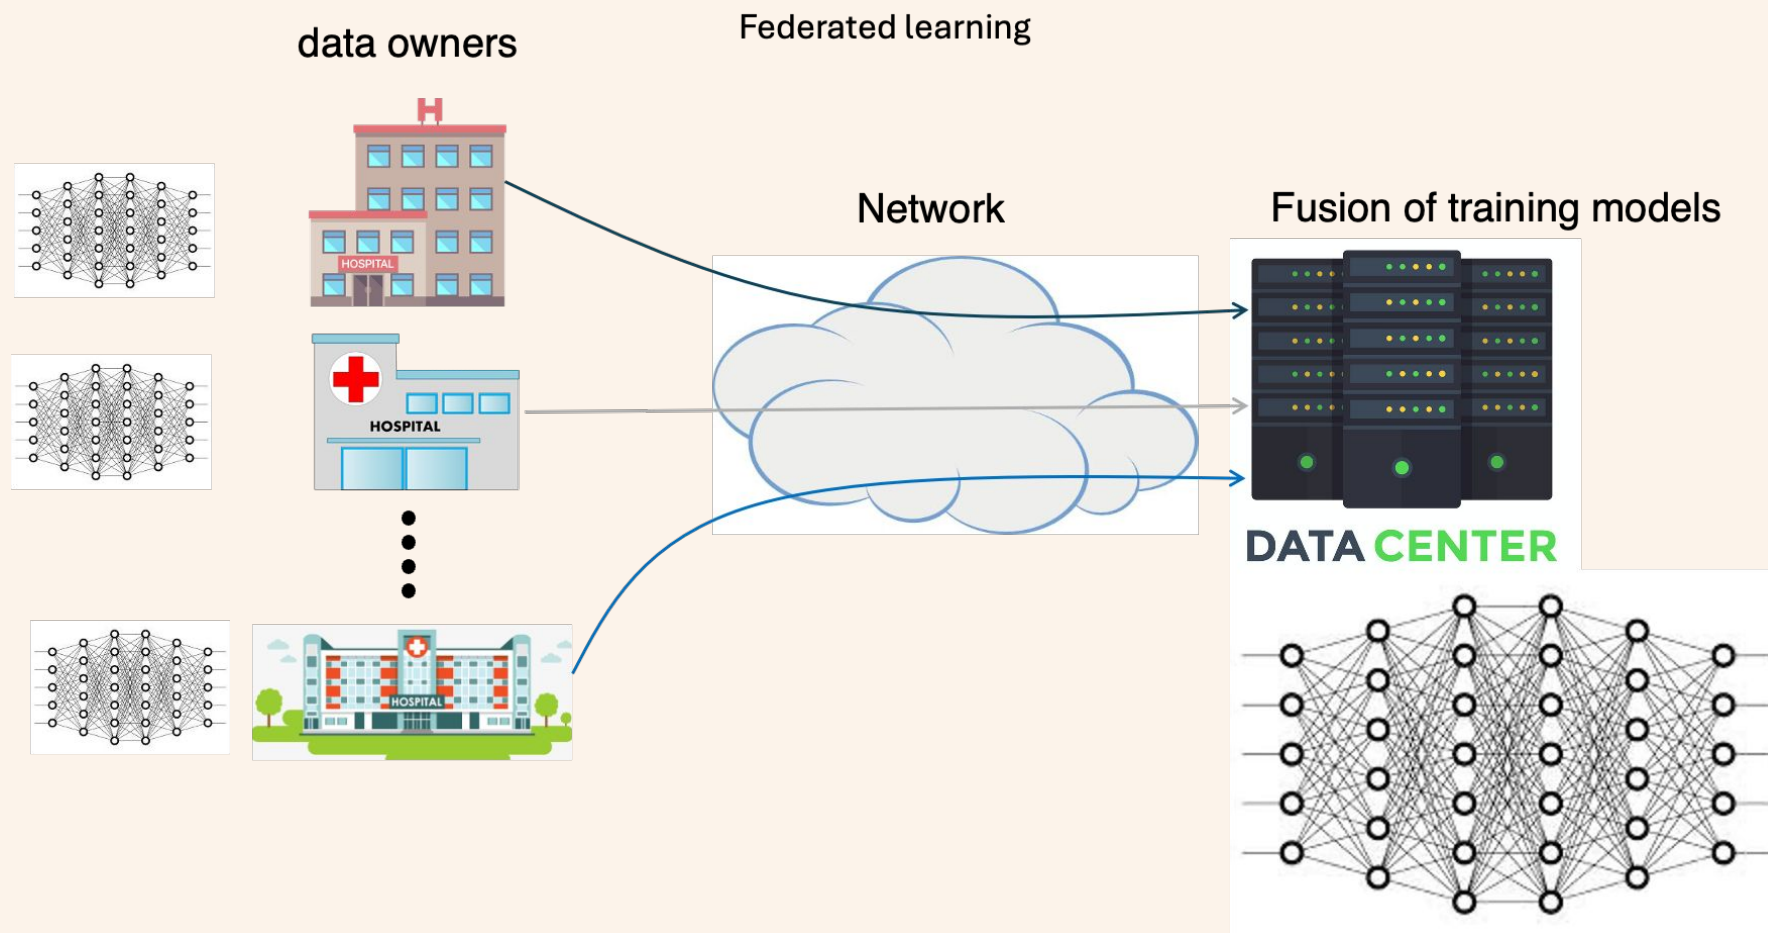 Federated learning
data owners
H
HOSPITAL
Network
Fusion of training models
HOSPITAL
DATA CENTER
HOSPITAL